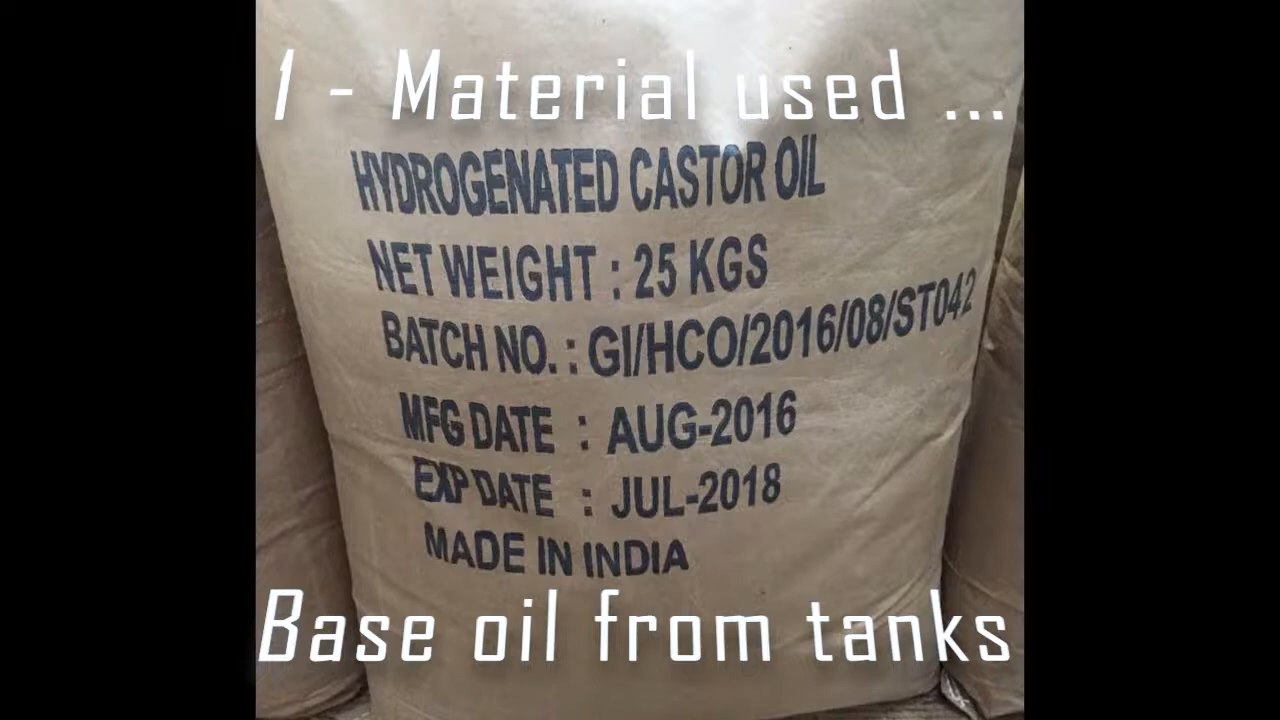 1 - Material used ...
HYDROGENATED CASTOR OIL
NET WEIGHT : 25 KGS
BATCH NO. : GI/HCO/2016/08/ST042
MFG DATE : AUG-2016
EXP DATE : JUL-2018
MADE IN INDIA
Base oil from tanks